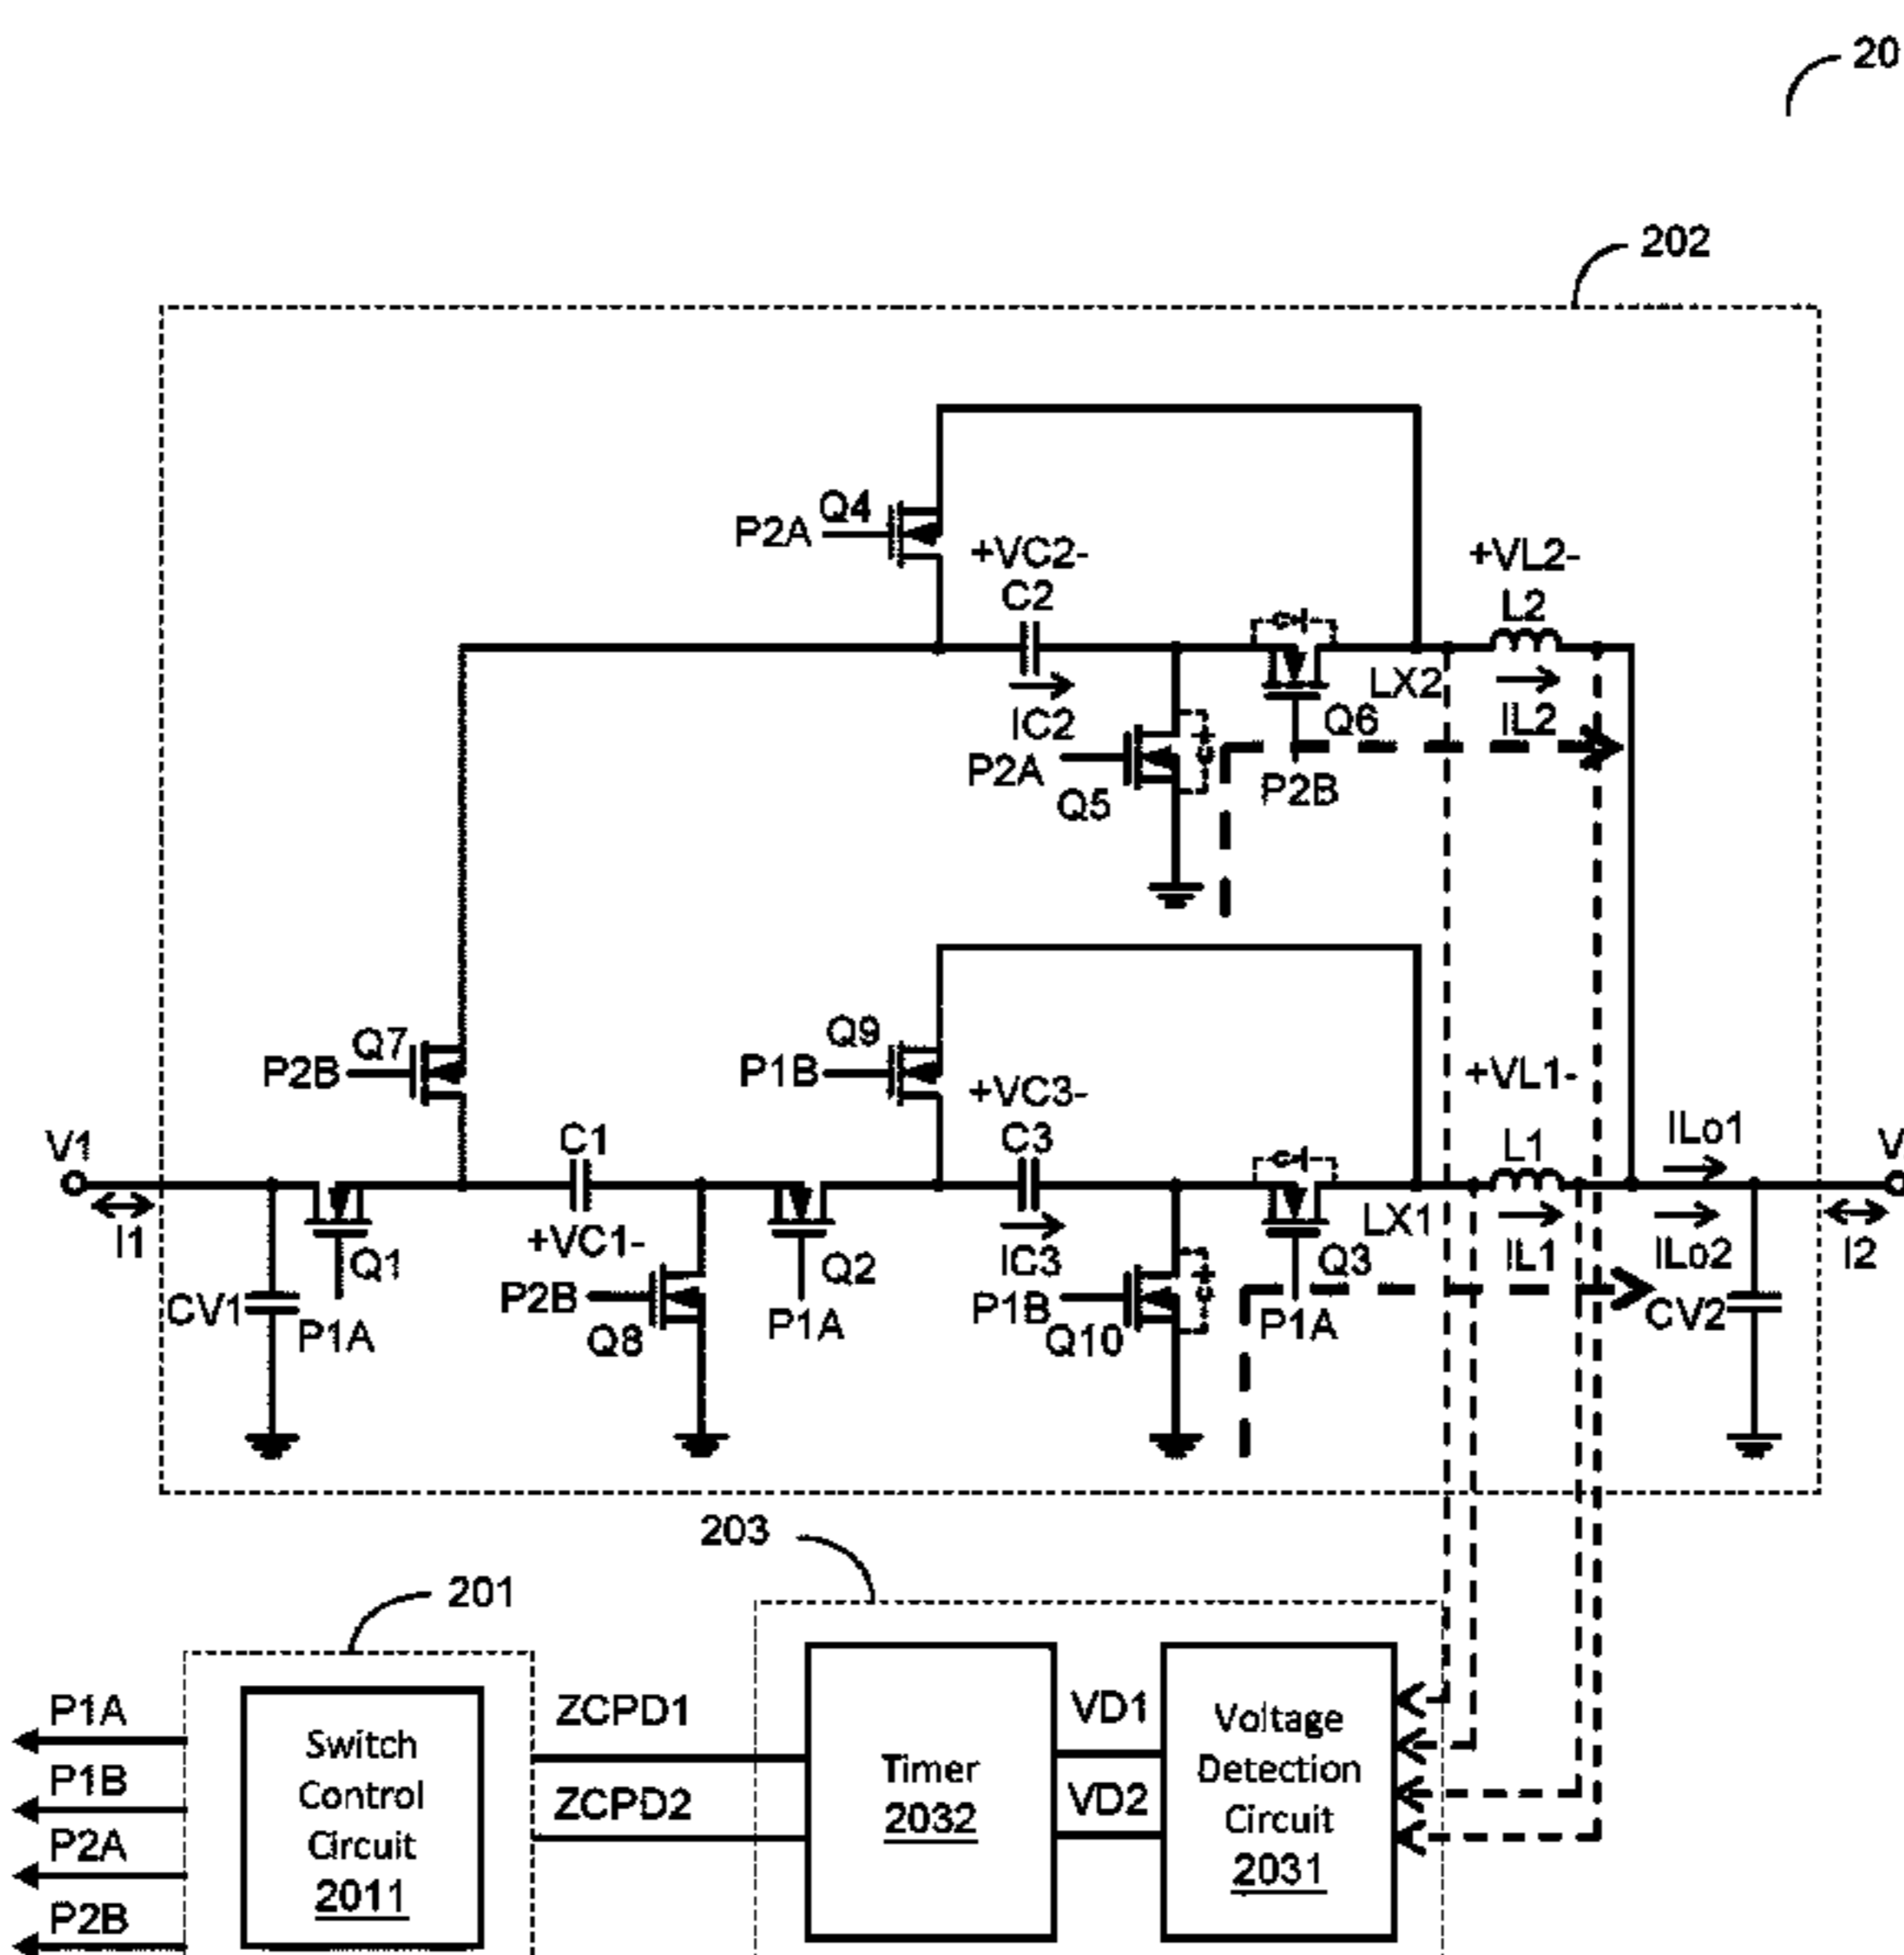 20
202
Q4
P2A
+VC2-
C2
+VL2-
L2
LX2
IC2
Q6
IL2
P2A
Q5
P2B
Q7
P2B
Q9
P1B
+VC3-
C3
+VL1-
L1
ILo1
V1
C1
V
I1
Q1
+VC1-
Q2
IC3
Q3
LX1
IL1
ILo2
I2
CV1
P1A
P2B
Q8
P1A
P1B
Q10
P1A
CV2
203
201
P1A
P1B
P2A
P2B
Switch
Control
Circuit
2011
ZCPD1
ZCPD2
Timer
2032
VD1
VD2
Voltage
Detection
Circuit
2031